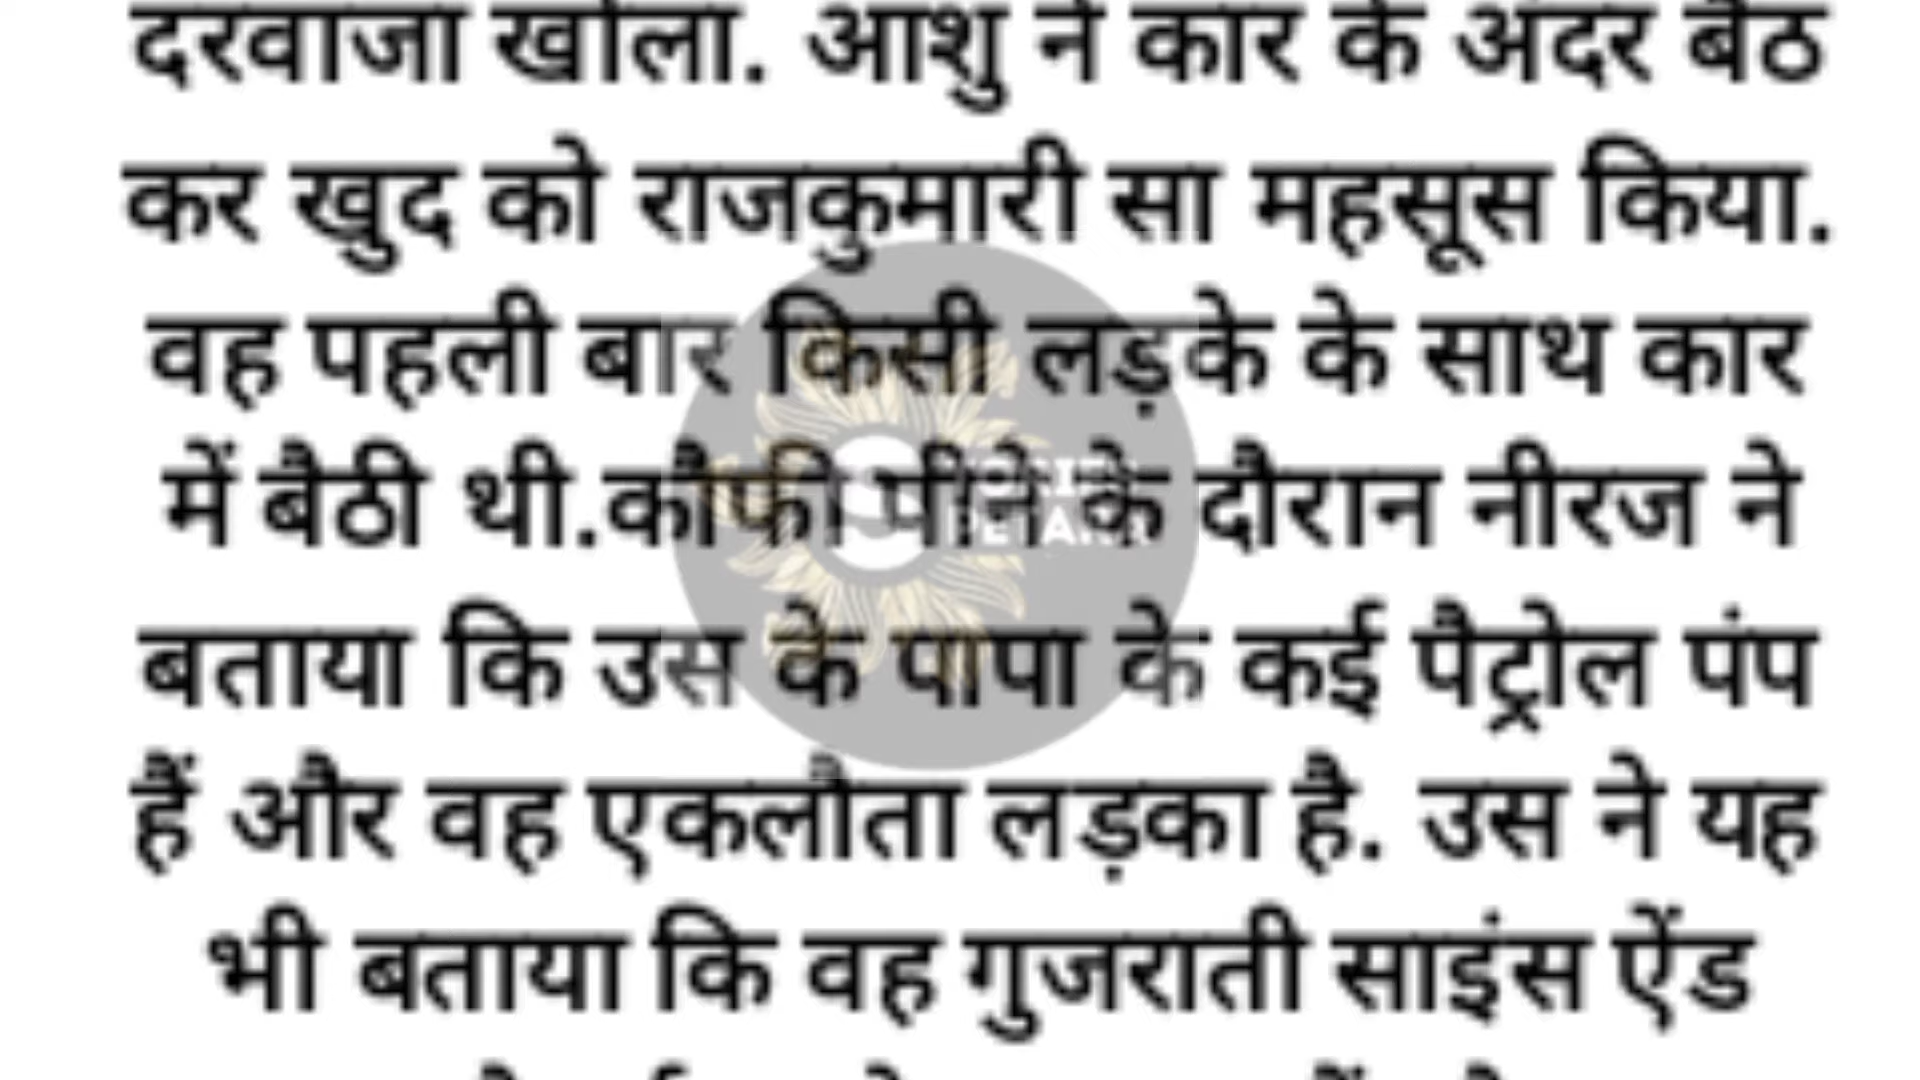 दरवाजा खोला. आशु ने कार के अंदर बैठ
कर खुद को राजकुमारी सा महसूस किया.
वह पहली बार किसी लड़के के साथ कार
में बैठी थी.कौफी पीने के दौरान नीरज ने
बताया कि उस के पापा के कई पैट्रोल पंप
हैं और वह एकलौता लड़का है. उस ने यह
भी बताया कि वह गुजराती साइंस ऐंड